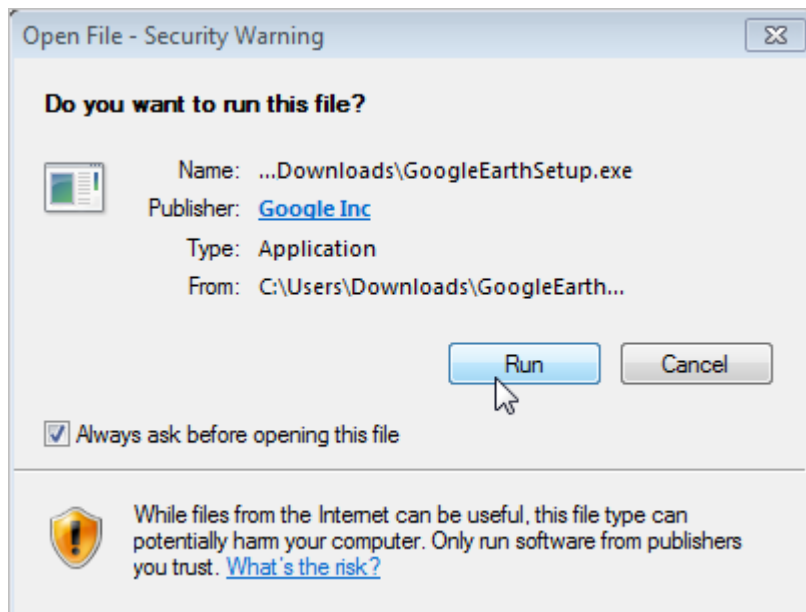 Open File - Security Warning
Do you want to run this file?
Name: ...Downloads\GoogleEarthSetup.exe
Publisher: Google Inc
Type: Application
From: C:\Users\Downloads\GoogleEarth...
Run Cancel
Always ask before opening this file
While files from the Internet can be useful, this file type can
potentially harm your computer. Only run software from publishers
you trust. What's the risk?